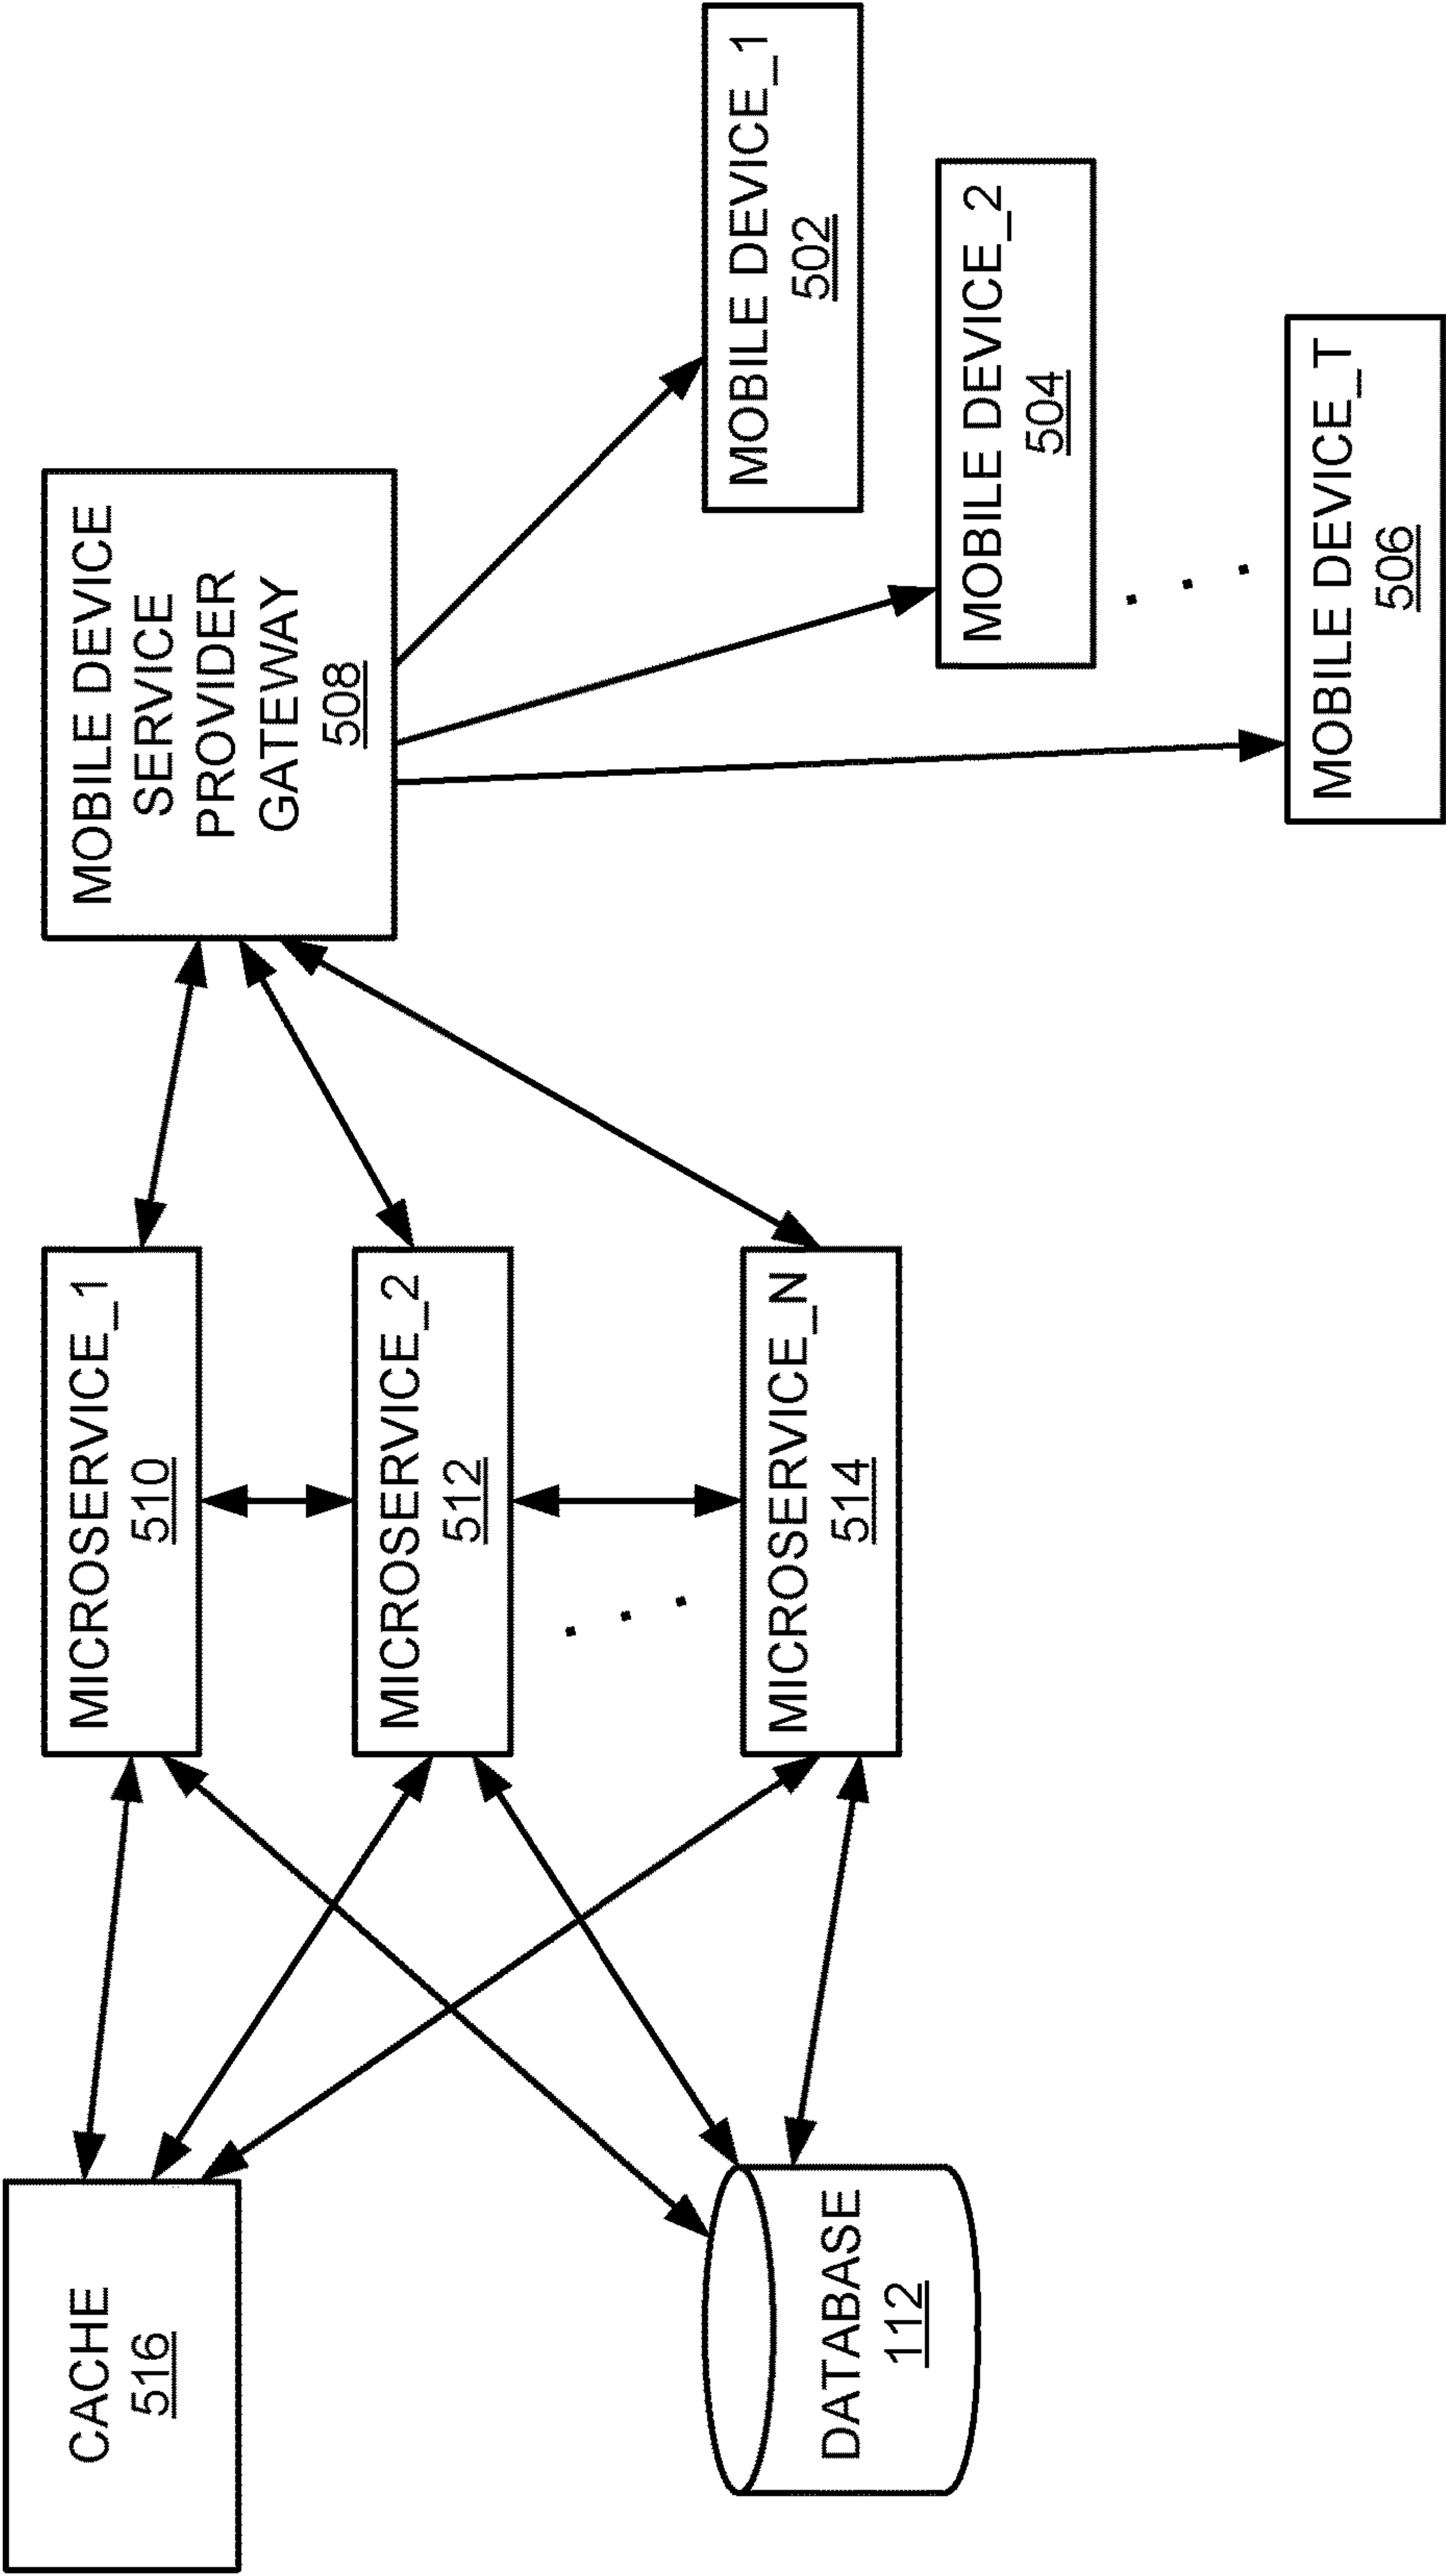 CACHE
516
DATABASE
112
MICROSERVICE_1
510
MICROSERVICE_2
512
MICROSERVICE_N
514
MOBILE DEVICE
SERVICE
PROVIDER
GATEWAY
508
MOBILE DEVICE_1
502
MOBILE DEVICE_2
504
MOBILE DEVICE_T
506